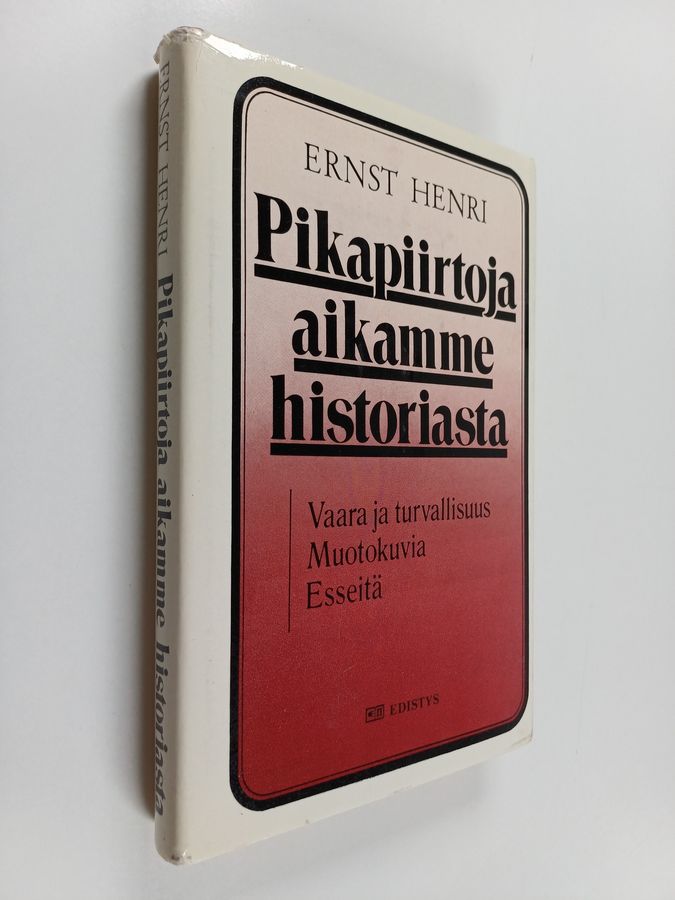 ERNST HENRI
Pikapiirtoja
aikamme
historiasta
Vaara ja turvallisuus
Muotokuvia
Esseitä
EDISTYS
ERNST HENRI Pikapiirtoja aikamme historiasta